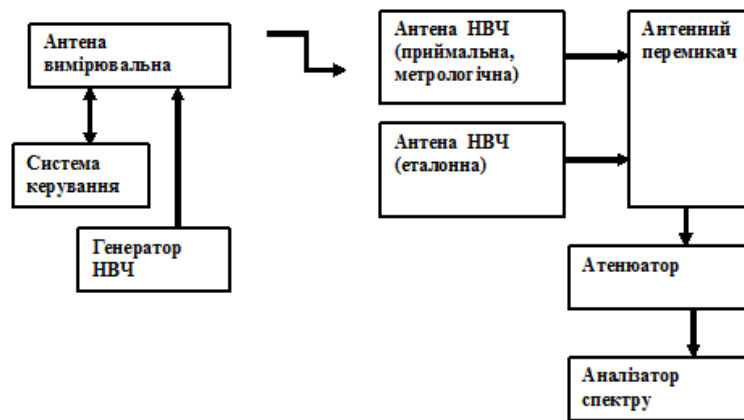 Антена
вимірювальна
Система
керування
Генератор
НВЧ
Антена НВЧ
(приймальна,
метрологічна)
Антена НВЧ
(еталонна)
Антенний
перемикач
Атенюатор
Аналізатор
спектру